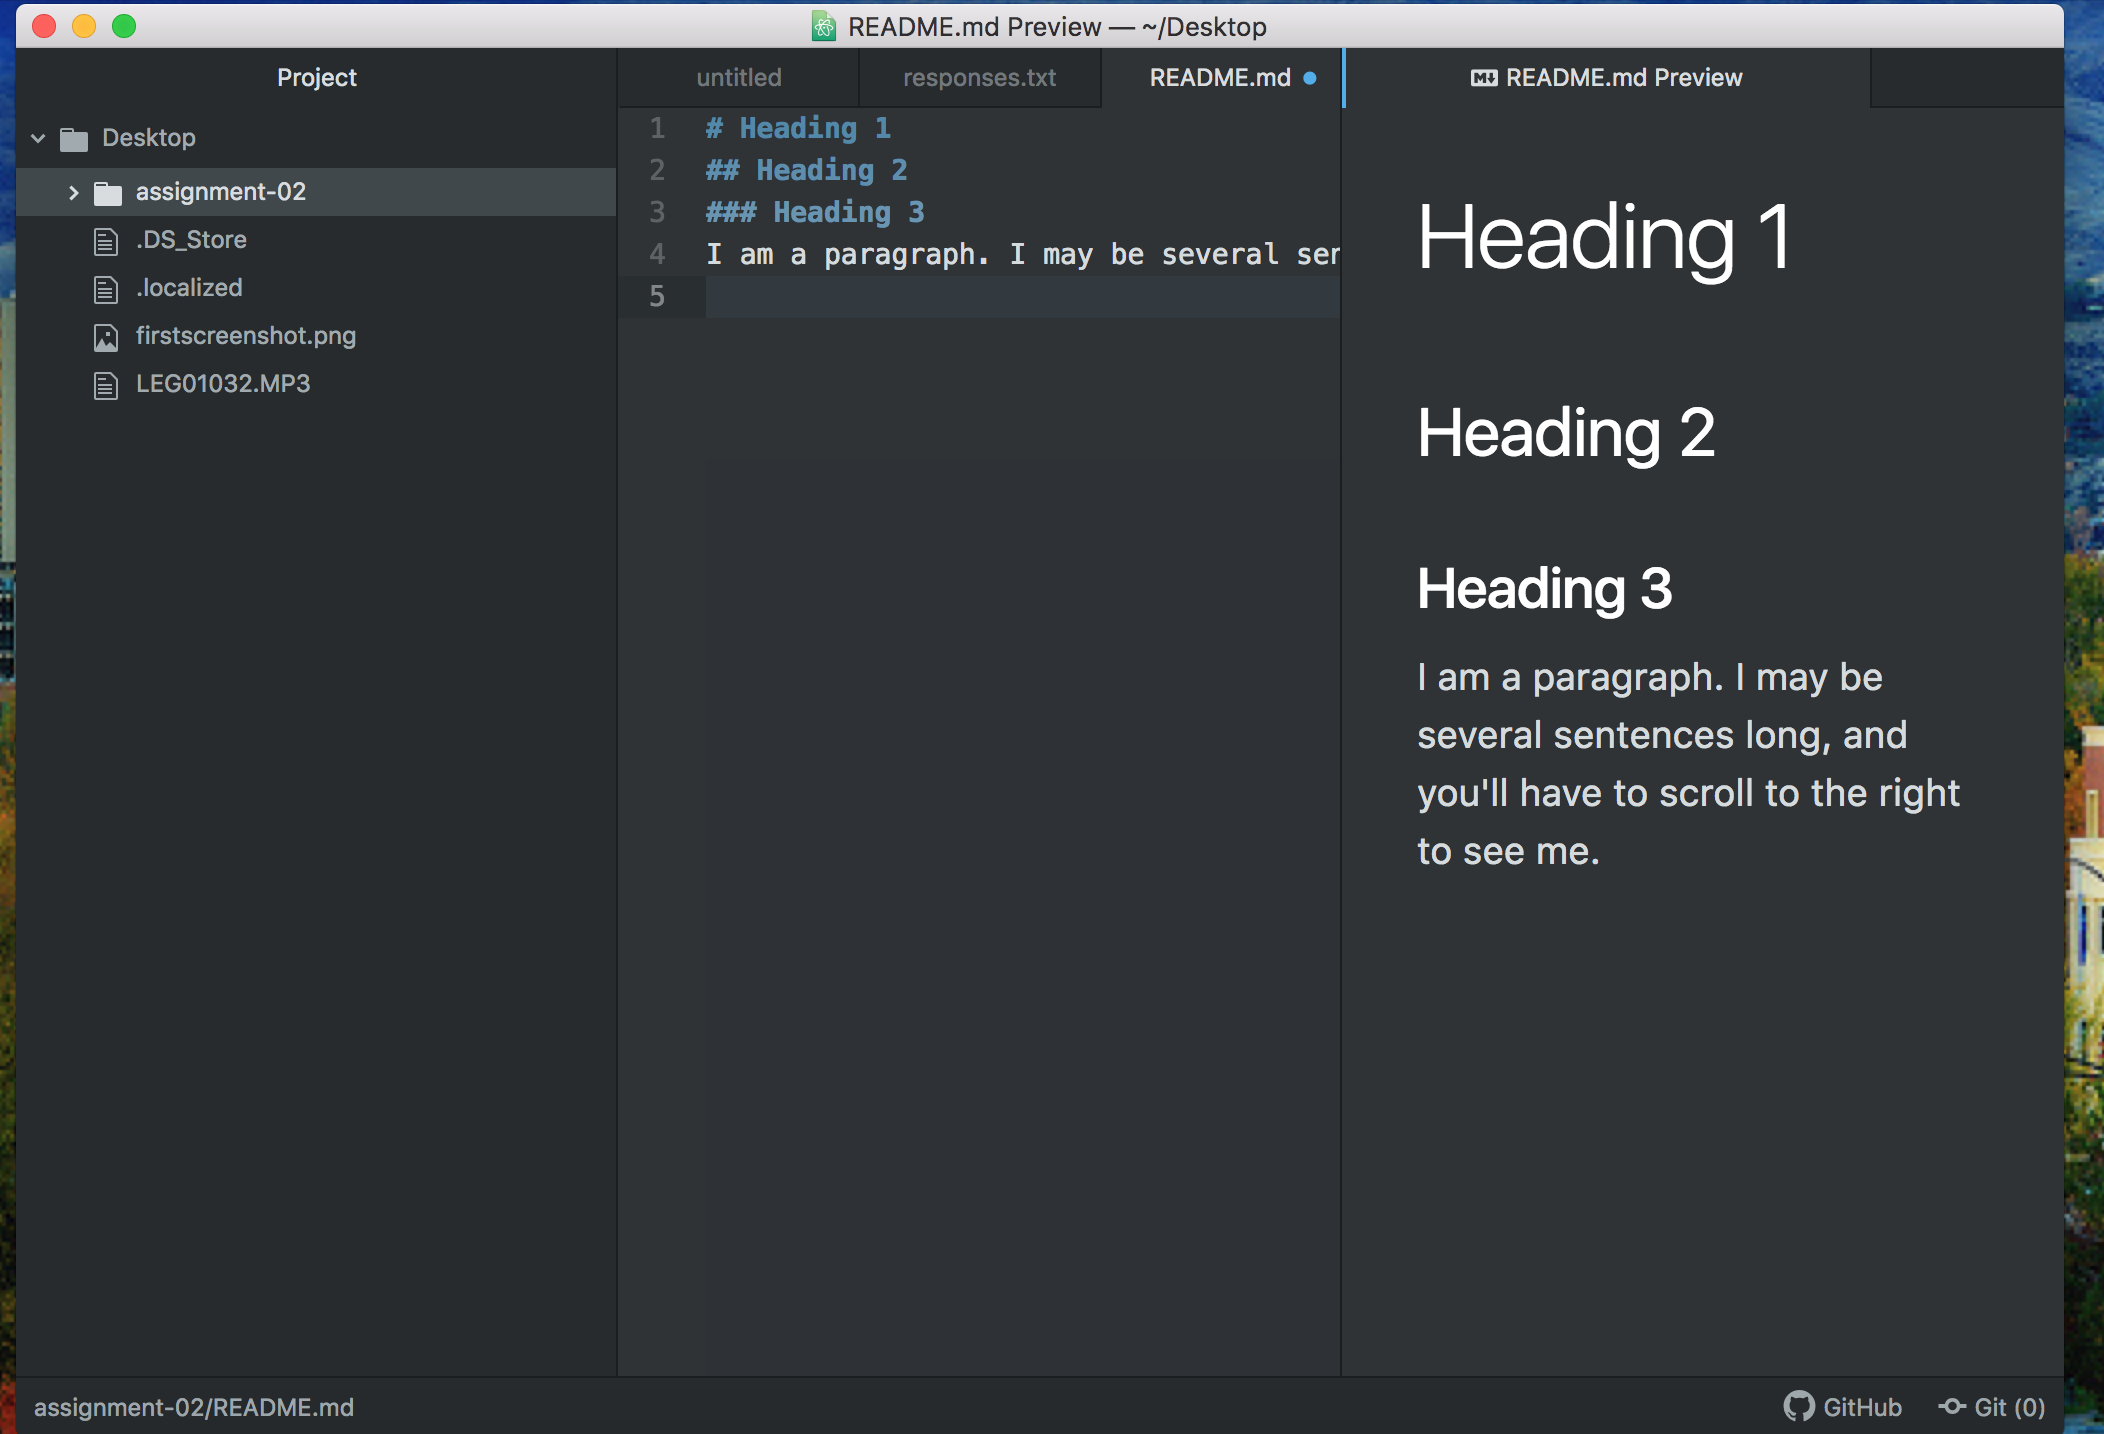 README.md Preview — ~/Desktop
Project
Desktop
assignment-02
.DS_Store
.localized
firstscreenshot.png
LEG01032.MP3
untitled
responses.txt
README.md
1 # Heading 1
2 ## Heading 2
3 ### Heading 3
4 I am a paragraph. I may be several sen
5
README.md Preview
Heading 1
Heading 2
Heading 3
I am a paragraph. I may be
several sentences long, and
you'll have to scroll to the right
to see me.
assignment-02/README.md
GitHub
Git (0)